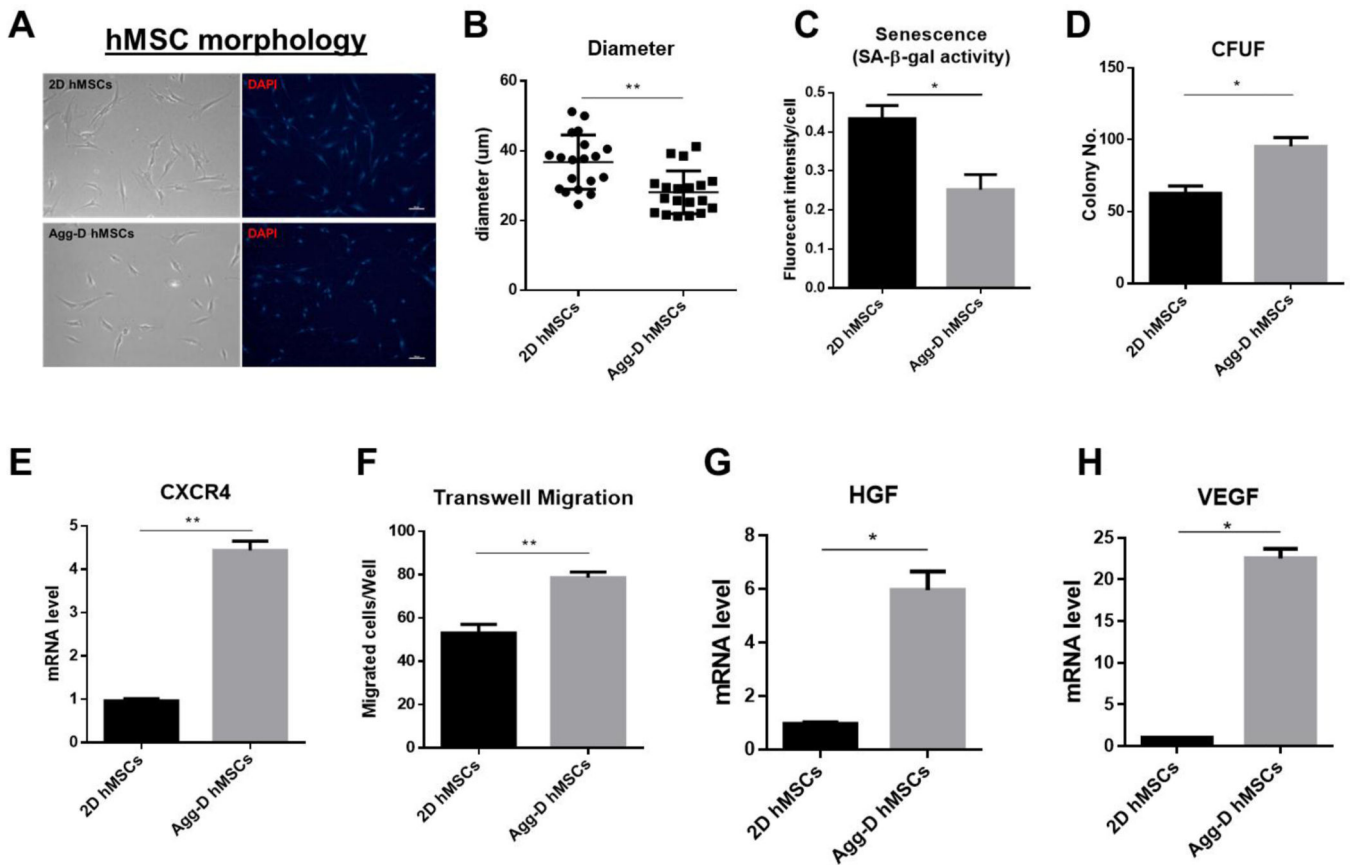 A
hMSC morphology
2D hMSCs
DAPI
Agg-D hMSCs
DAPI
B
Diameter
**
diameter (um)
60
40
20
0
2D hMSCs
Agg-D hMSCs
C
Senescence
(SA-β-gal activity)
*
Fluorescent intensity/cell
0.5
0.4
0.3
0.2
0.1
0.0
2D hMSCs
Agg-D hMSCs
D
CFUF
*
Colony No.
150
100
50
0
2D hMSCs
Agg-D hMSCs
E
CXCR4
**
mRNA level
5
4
3
2
1
0
2D hMSCs
Agg-D hMSCs
F
Transwell Migration
**
Migrated cells/Well
100
80
60
40
20
0
2D hMSCs
Agg-D hMSCs
G
HGF
*
mRNA level
8
6
4
2
0
2D hMSCs
Agg-D hMSCs
H
VEGF
*
mRNA level
25
20
15
10
5
0
2D hMSCs
Agg-D hMSCs